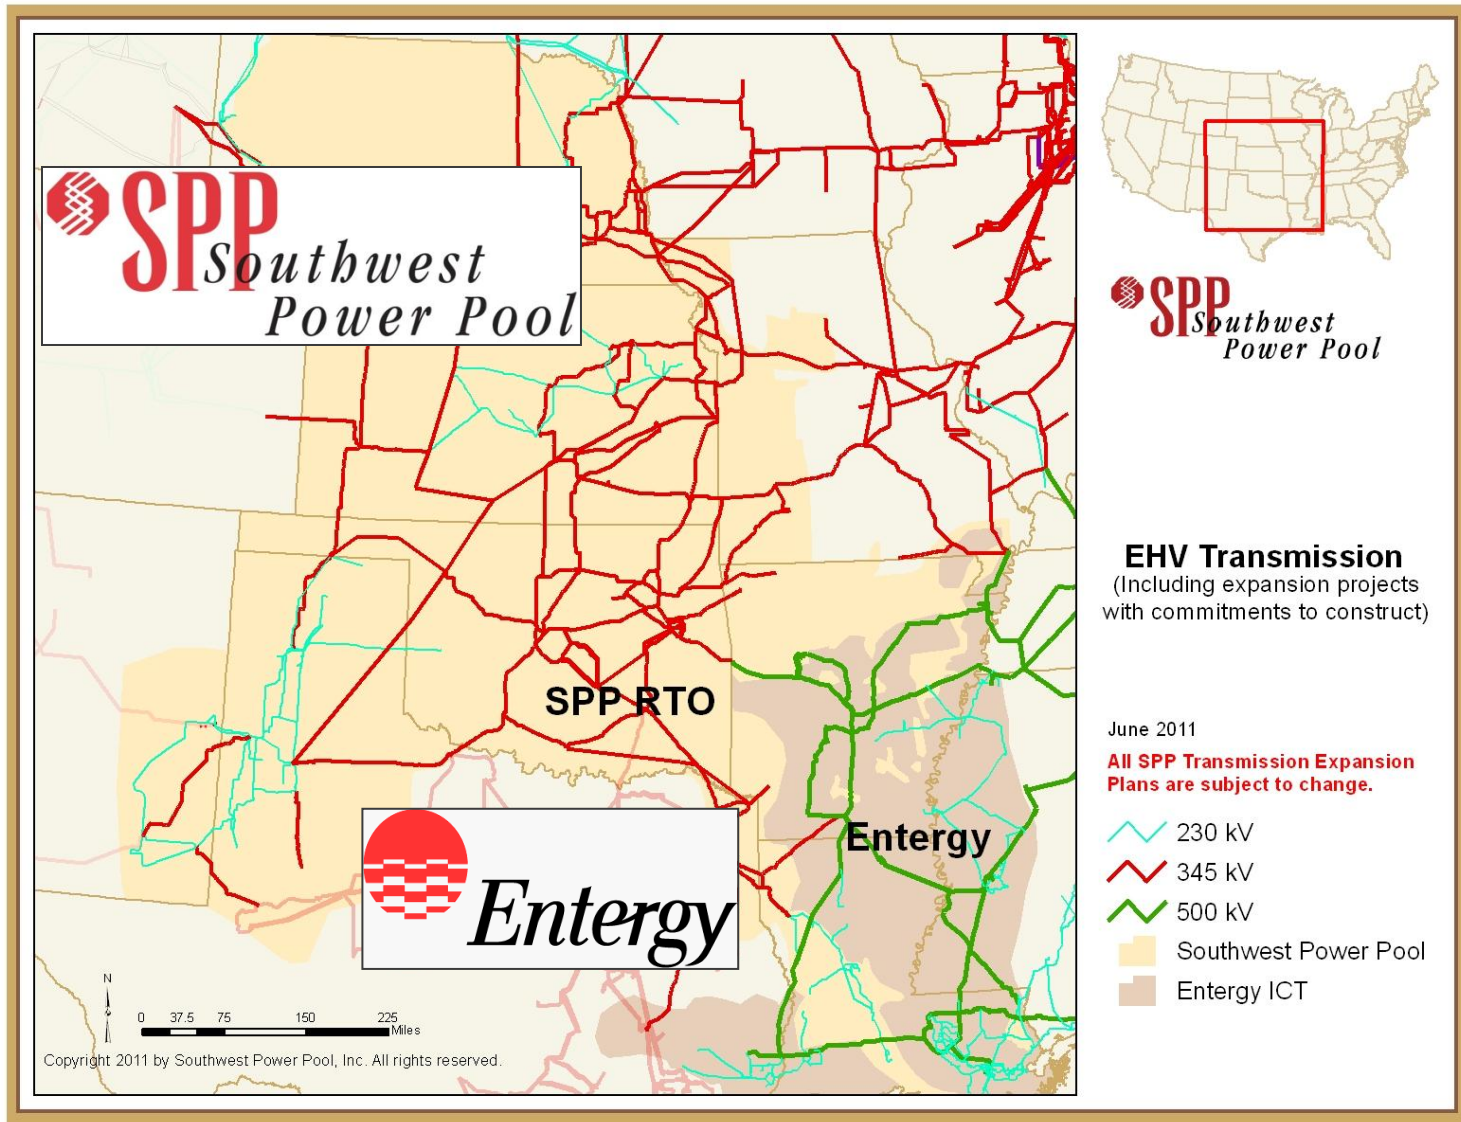 SPP
Southwest
Power Pool
SPP RTO
Entergy
Entergy
N
0 37.5 75 150 225
Miles
Copyright 2011 by Southwest Power Pool, Inc. All rights reserved.
SPP
Southwest
Power Pool
EHV Transmission
(Including expansion projects
with commitments to construct)
June 2011
All SPP Transmission Expansion
Plans are subject to change.
230 kV
345 kV
500 kV
Southwest Power Pool
Entergy ICT